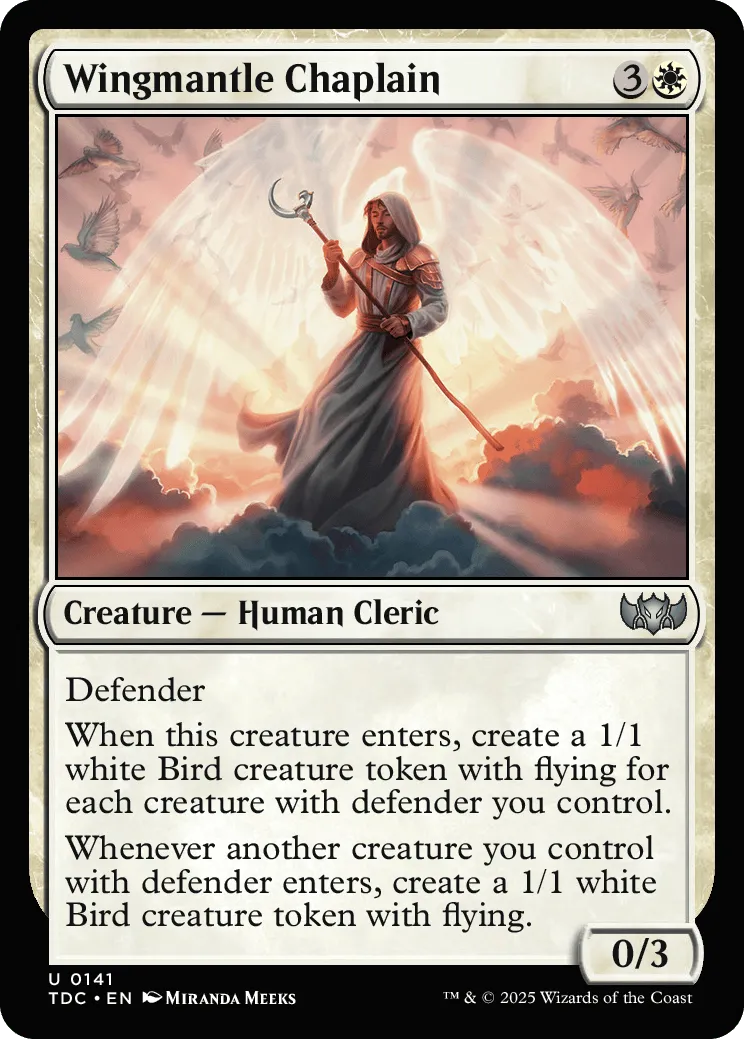 Wingmantle Chaplain 3
Creature — Human Cleric
Defender
When this creature enters, create a 1/1
white Bird creature token with flying for
each creature with defender you control.
Whenever another creature you control
with defender enters, create a 1/1 white
Bird creature token with flying.
0/3
U 0141
TDC • EN MIRANDA MEEKS ™ & © 2025 Wizards of the Coast